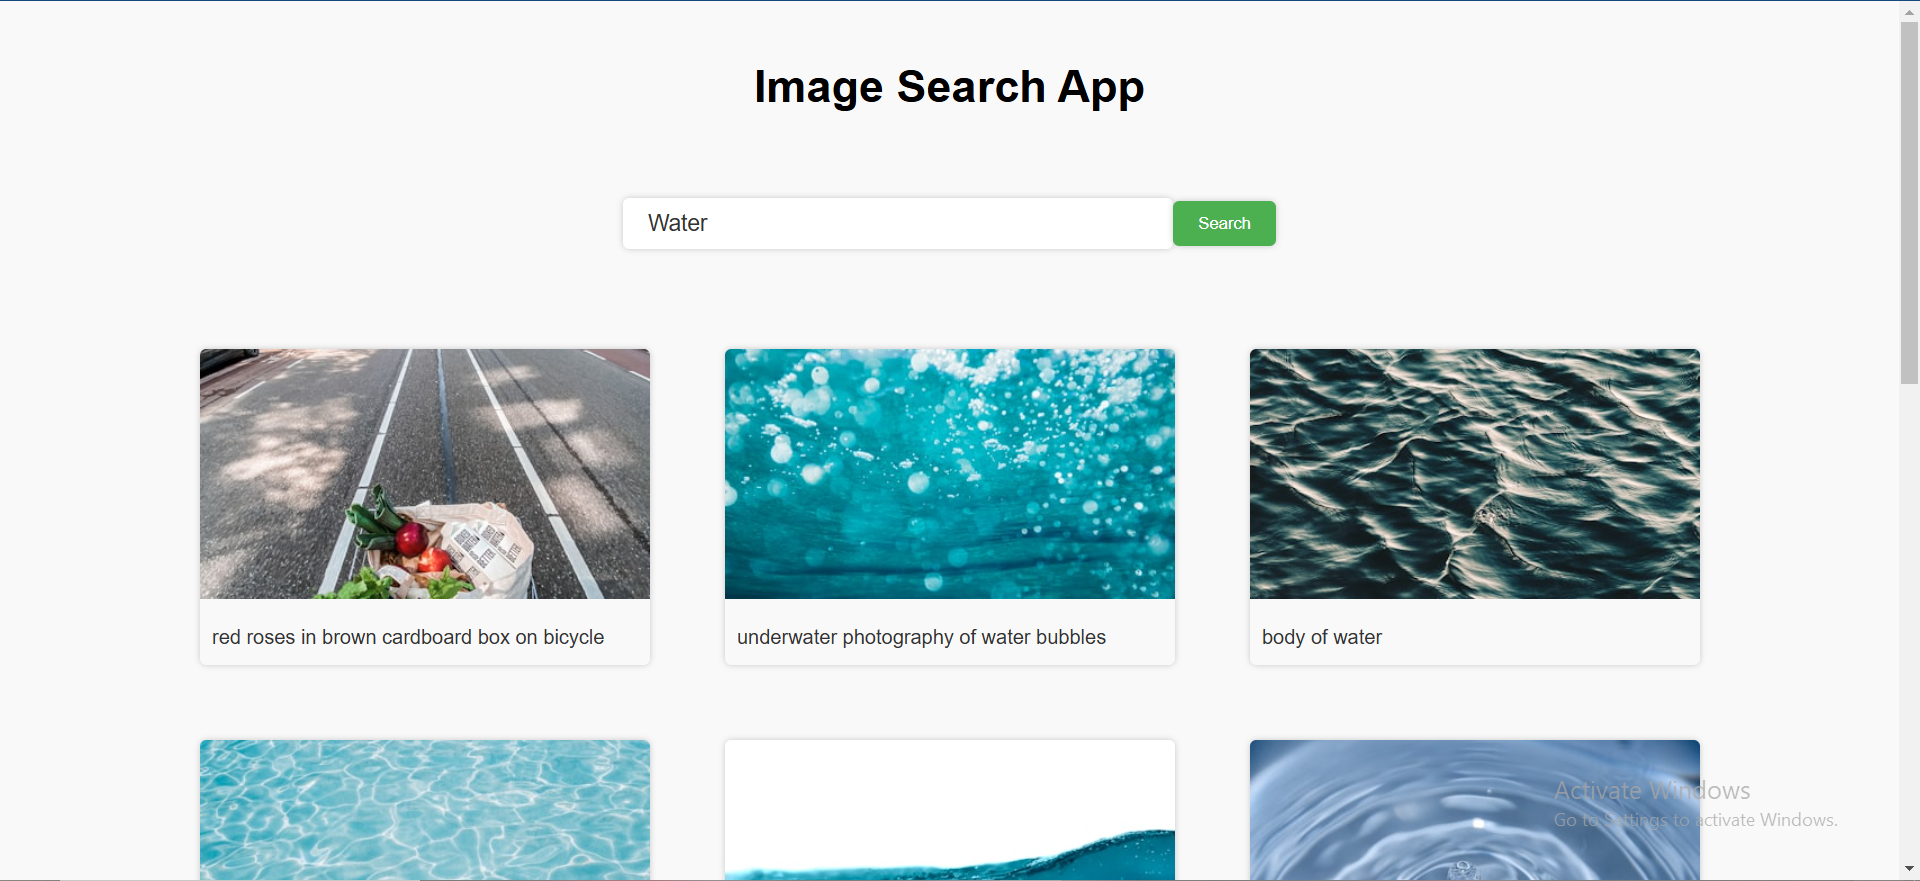 Image Search App
Water
Search
red roses in brown cardboard box on bicycle
underwater photography of water bubbles
body of water
Activate Windows
Go to Settings to activate Windows.